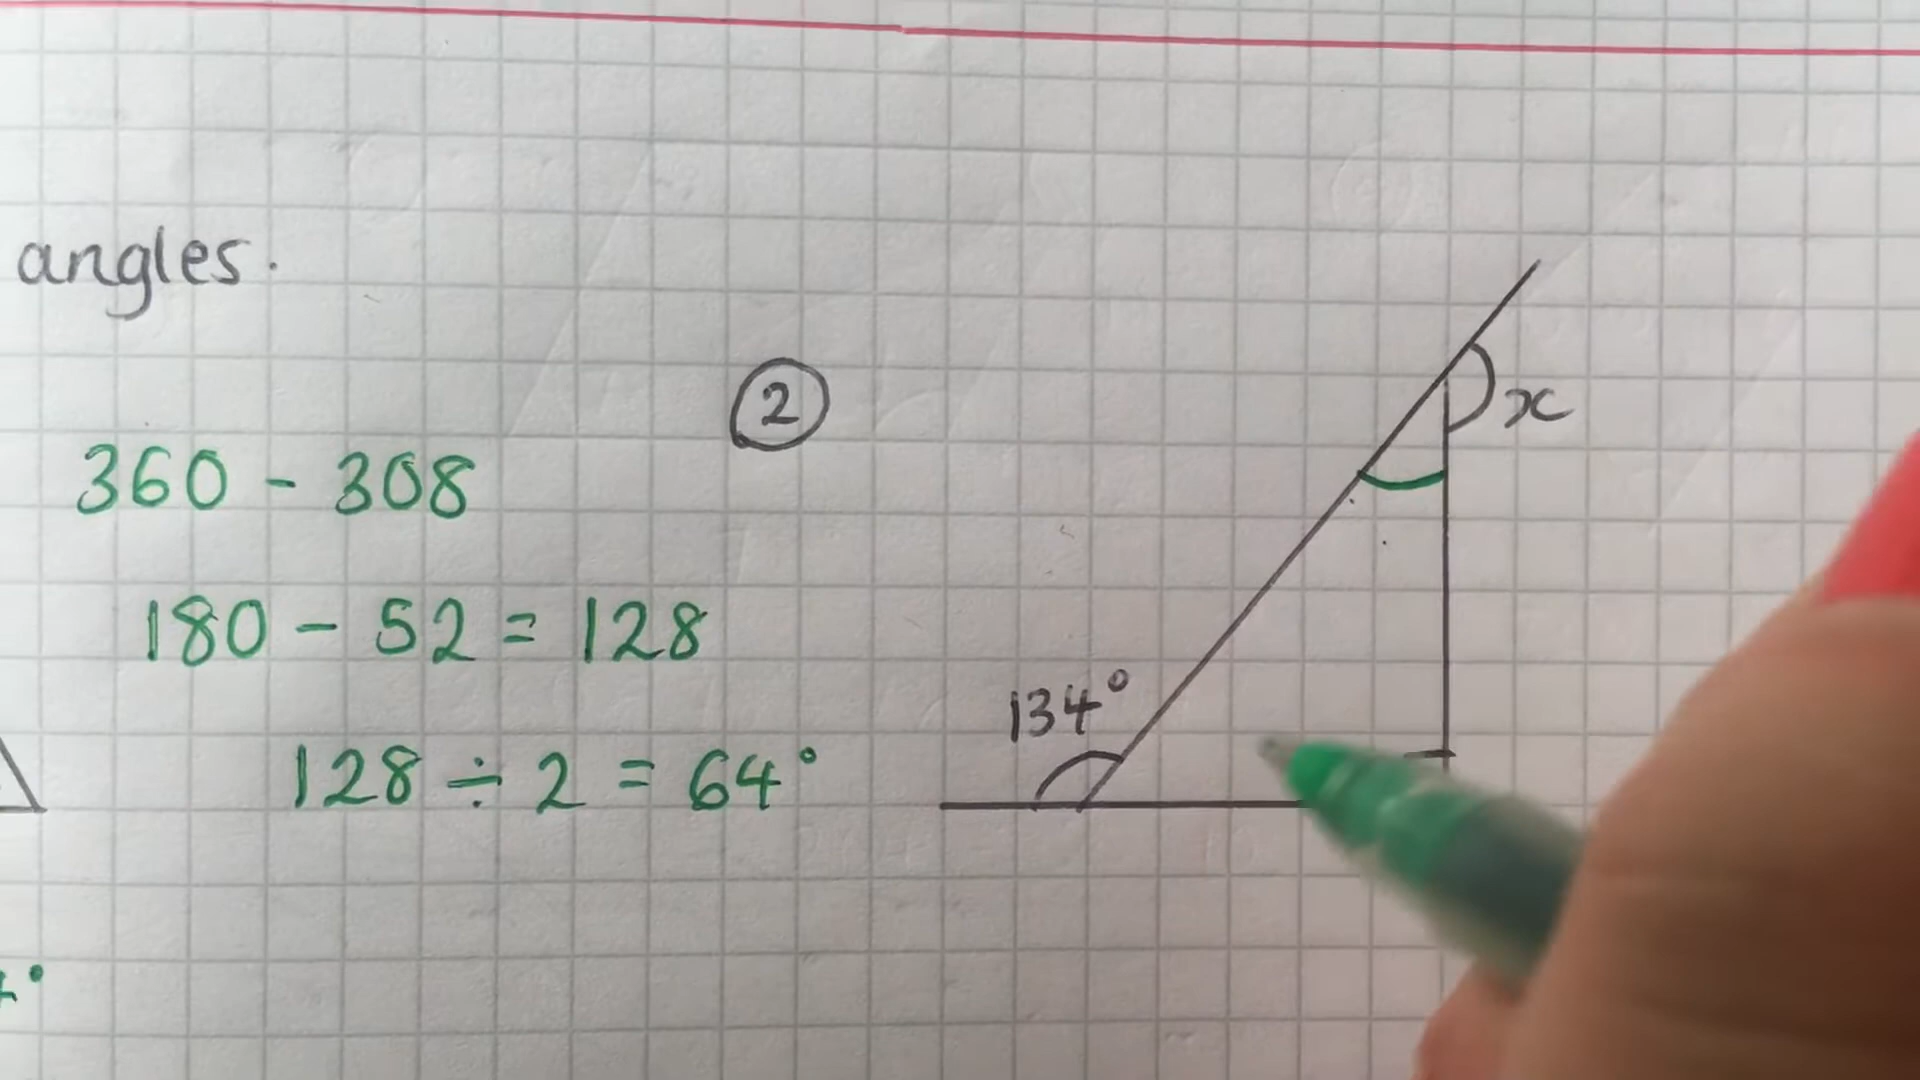 angles.
360 - 308
180 - 52 = 128
128 ÷ 2 = 64°
②
x
134°